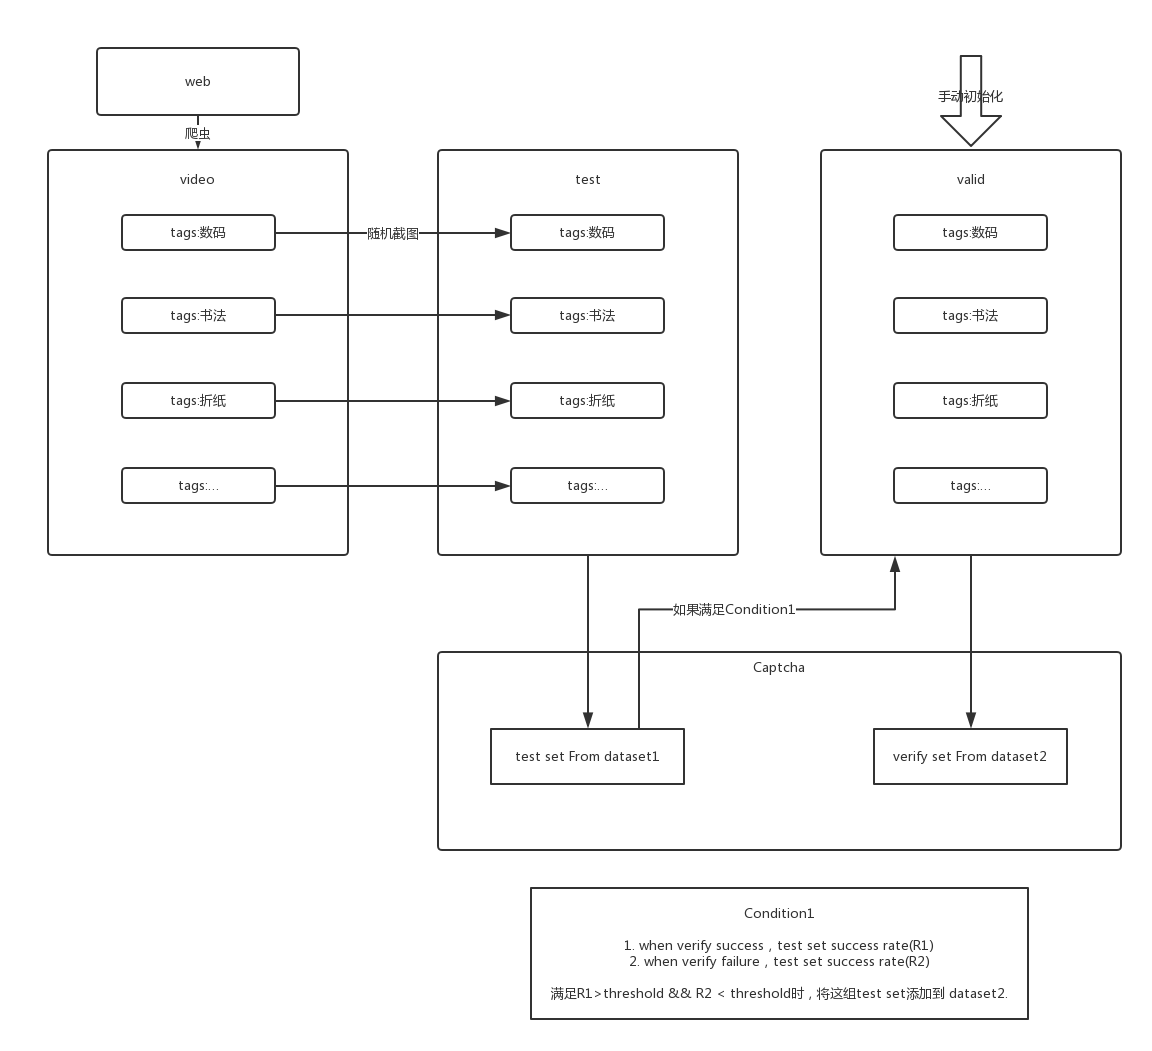 web
手动初始化
爬虫
video
test
valid
tags:数码
随机截图
tags:数码
tags:数码
tags:书法
tags:书法
tags:书法
tags:折纸
tags:折纸
tags:折纸
tags:...
tags:...
tags:...
如果满足Condition1
Captcha
test set From dataset1
verify set From dataset2
Condition1
1. when verify success，test set success rate(R1)
2. when verify failure，test set success rate(R2)
满足R1>threshold && R2 < threshold时，将这组test set添加到 dataset2.